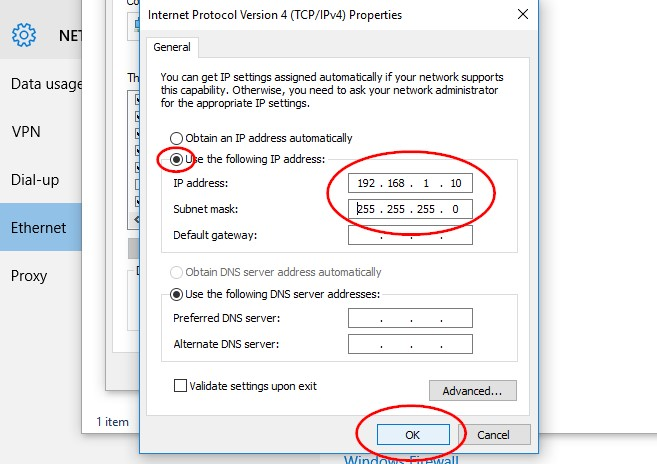 Internet Protocol Version 4 (TCP/IPv4) Properties
General
You can get IP settings assigned automatically if your network supports
this capability. Otherwise, you need to ask your network administrator
for the appropriate IP settings.
Obtain an IP address automatically
Use the following IP address:
IP address: 192 . 168 . 1 . 10
Subnet mask: 255 . 255 . 255 . 0
Default gateway: . . .
Obtain DNS server address automatically
Use the following DNS server addresses:
Preferred DNS server: . . .
Alternate DNS server: . . .
Validate settings upon exit
Advanced...
OK Cancel
Data usage
VPN
Dial-up
Ethernet
Proxy
1 item
Windows Firewall